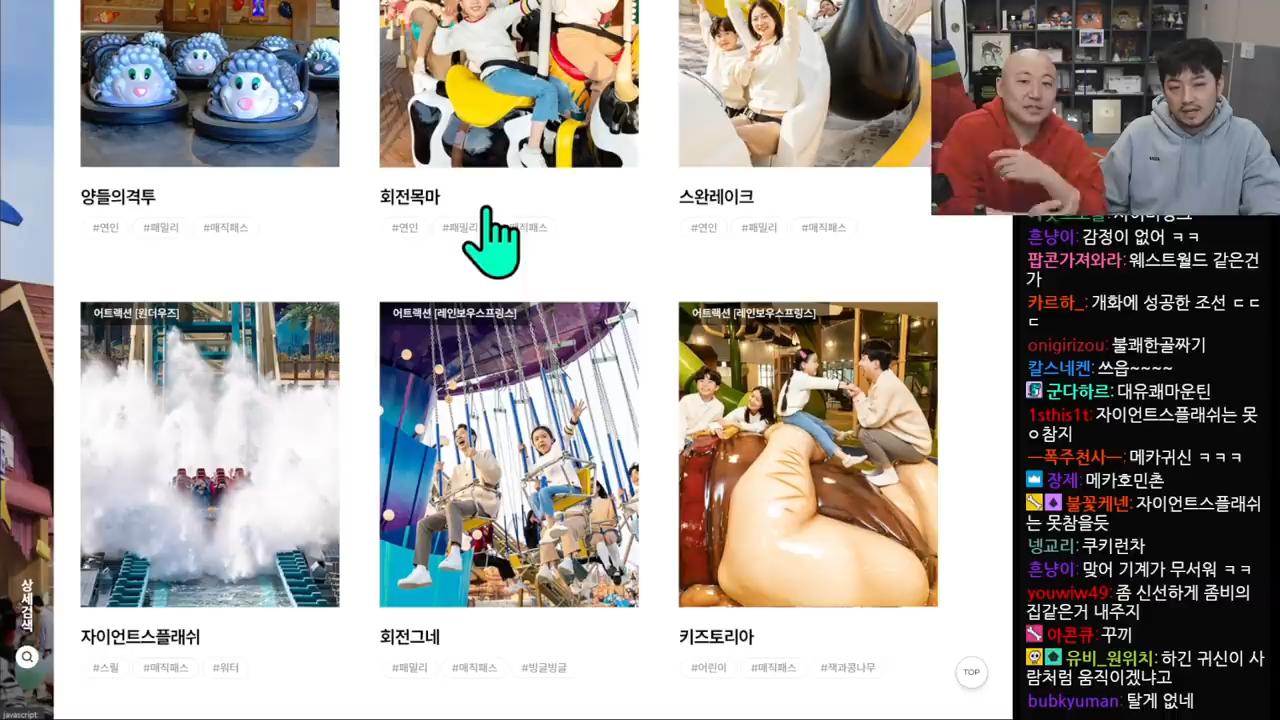 양들의격투
회전목마
스완레이크
#연인 #패밀리 #매직패스
#연인 #패밀리 매직패스
#연인 #패밀리 #매직패스
어트랙션 [원더우즈]
어트랙션 [레인보우스프링스]
어트랙션 [레인보우스프링스]
자이언트스플래쉬
회전그네
키즈토리아
#스릴 #매직패스 #워터
#패밀리 #매직패스 #빙글빙글
#어린이 #매직패스 #잭과콩나무
상세검색
TOP
javascript
흔냥이: 감정이 없어 ㅋㅋ
팝콘가져와라: 웨스트월드 같은건
가
카르하_: 개화에 성공한 조선 ㄷㄷ
ㄷ
onigirizou: 불쾌한골짜기
칼스네켄: 쓰읍~~~~
군다하르: 대유쾌마운틴
1sthis1t: 자이언트스플래쉬는 못
ㅇ참지
ㅡ폭주천사ㅡ: 메카귀신 ㅋㅋㅋ
장제: 메카호민촌
불꽃케넨: 자이언트스플래쉬
는 못참을듯
넹교리: 쿠키런차
흔냥이: 맞어 기계가 무서워 ㅋㅋ
youwiw49: 좀 신선하게 좀비의
집같은거 내주지
아콘큐: 꾸끼
유비_원위치: 하긴 귀신이 사
람처럼 움직이겠냐고
bubkyuman: 탈게 없네